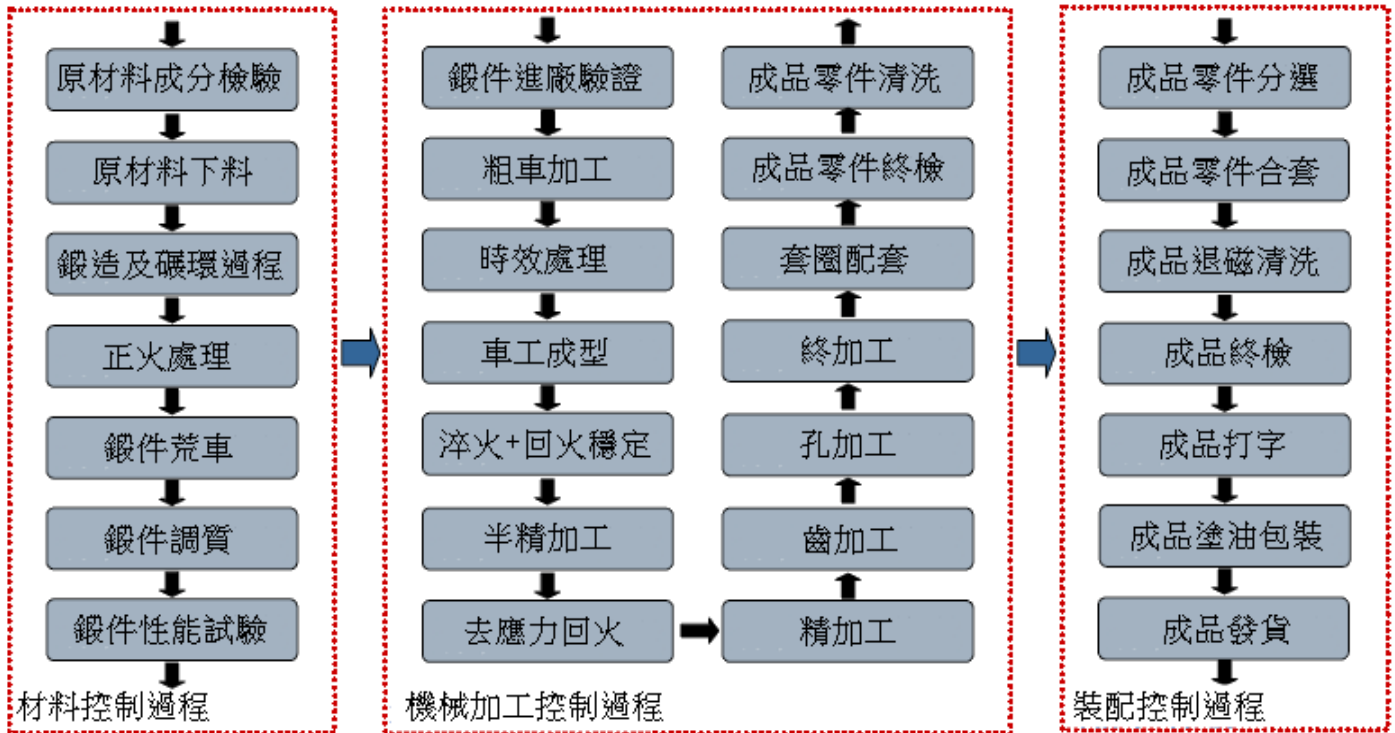 原材料成分檢驗
原材料下料
鍛造及碾環過程
正火處理
鍛件荒車
鍛件調質
鍛件性能試驗
材料控制過程
鍛件進廠驗證
粗車加工
時效處理
車工成型
淬火+回火穩定
半精加工
去應力回火
精加工
齒加工
孔加工
終加工
套圈配套
成品零件終檢
成品零件清洗
機械加工控制過程
成品零件分選
成品零件合套
成品退磁清洗
成品終檢
成品打字
成品塗油包裝
成品發貨
裝配控制過程